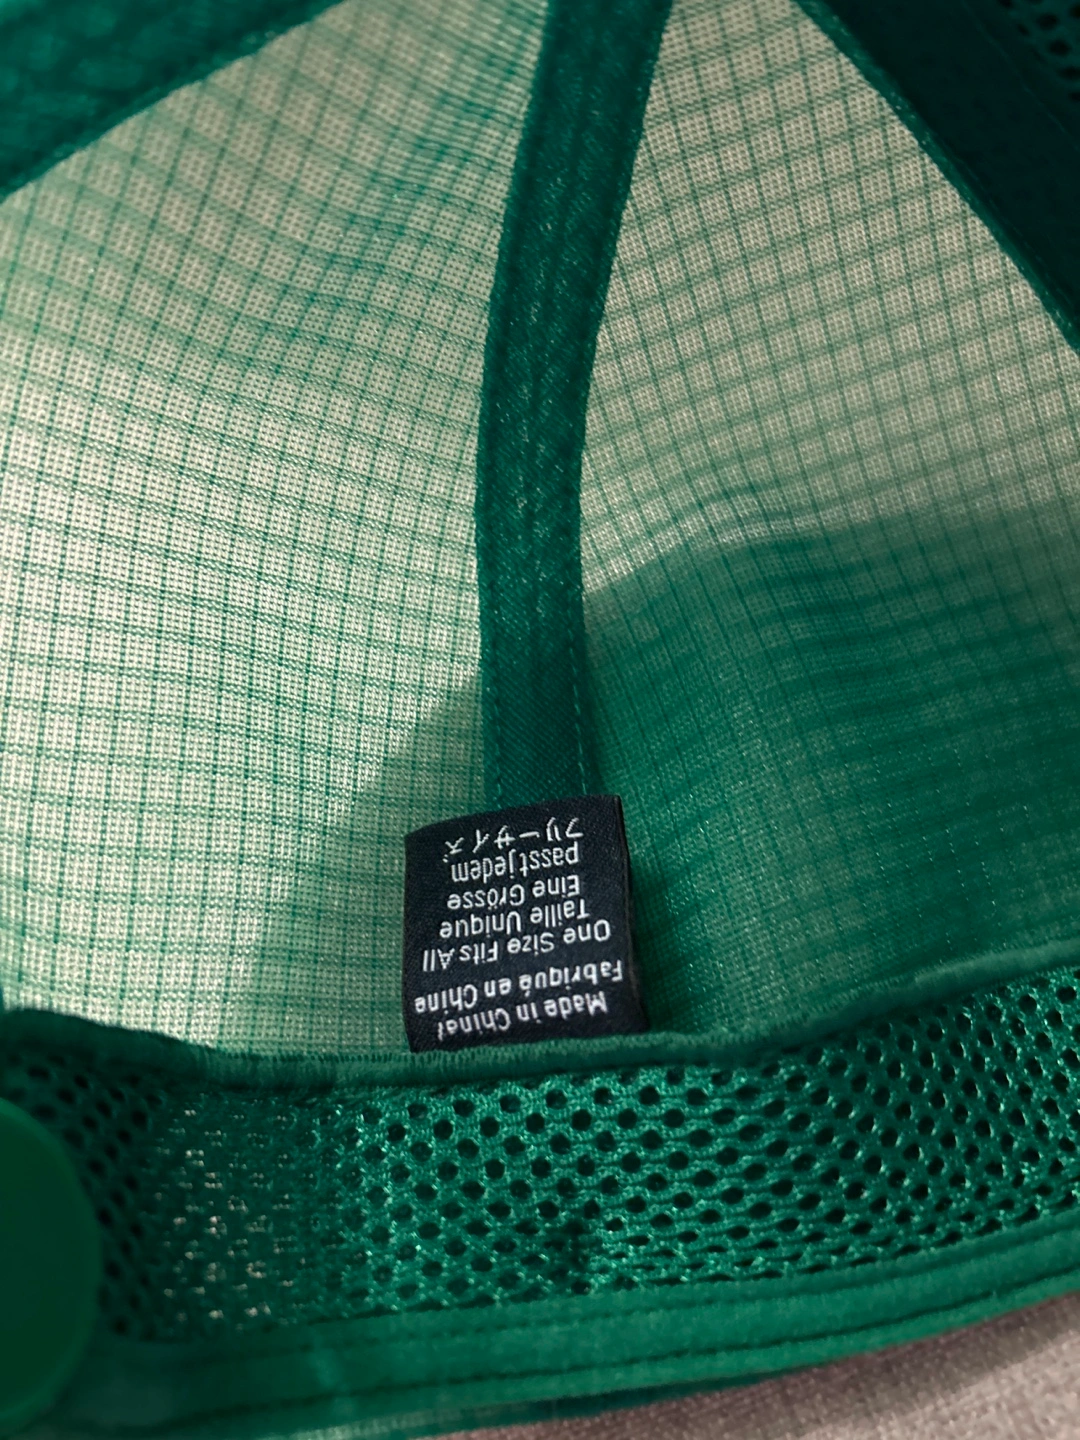 Made in China/
Fabriqué en Chine
One Size Fits All
Taille Unique
Eine Grösse
passt jedem
フリーサイズ